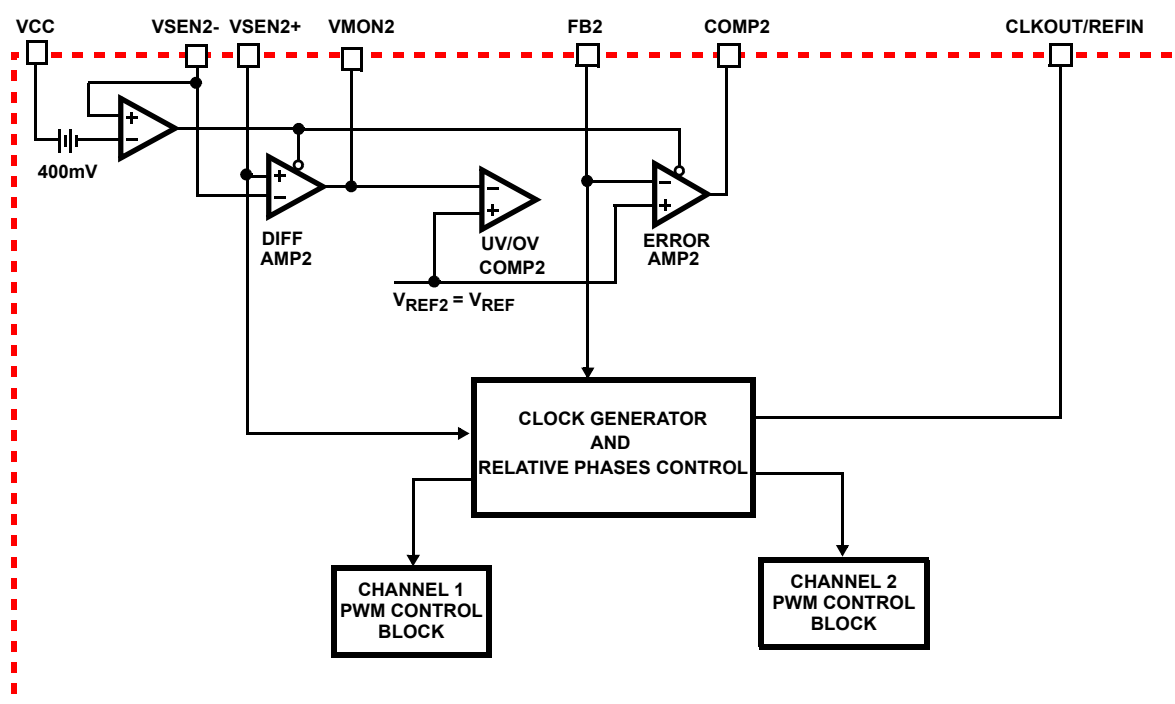 VCC
VSEN2-
VSEN2+
VMON2
FB2
COMP2
CLKOUT/REFIN
+
−
400mV
+
−
DIFF
AMP2
−
+
UV/OV
COMP2
−
+
ERROR
AMP2
VREF2 = VREF
CLOCK GENERATOR
AND
RELATIVE PHASES CONTROL
CHANNEL 1
PWM CONTROL
BLOCK
CHANNEL 2
PWM CONTROL
BLOCK